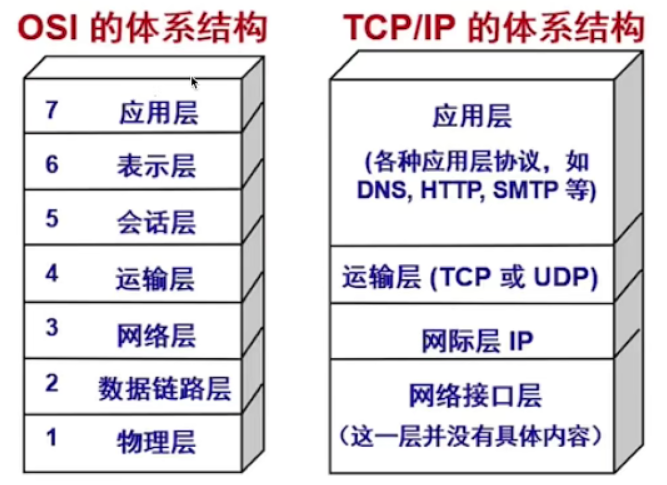 OSI 的体系结构
7 应用层
6 表示层
5 会话层
4 运输层
3 网络层
2 数据链路层
1 物理层
TCP/IP 的体系结构
应用层
(各种应用层协议，如
DNS, HTTP, SMTP 等)
运输层 (TCP 或 UDP)
网际层 IP
网络接口层
（这一层并没有具体内容）